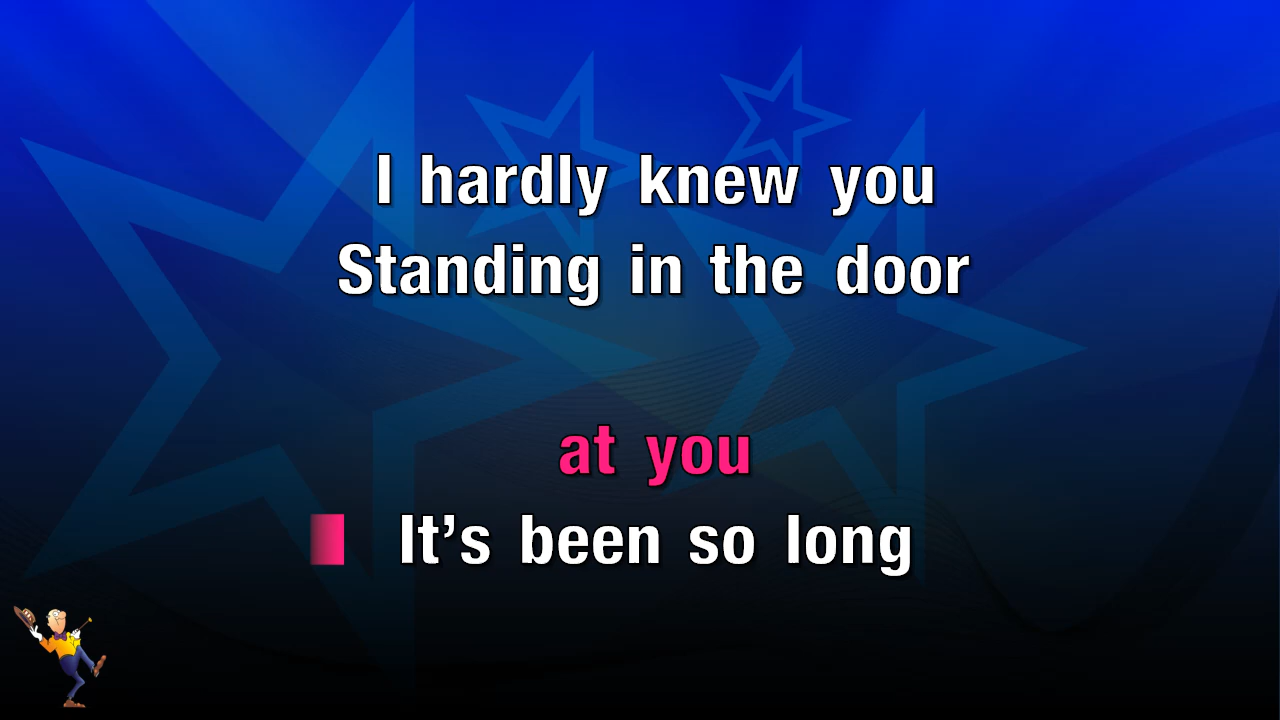 I hardly knew you
Standing in the door
at you
It’s been so long